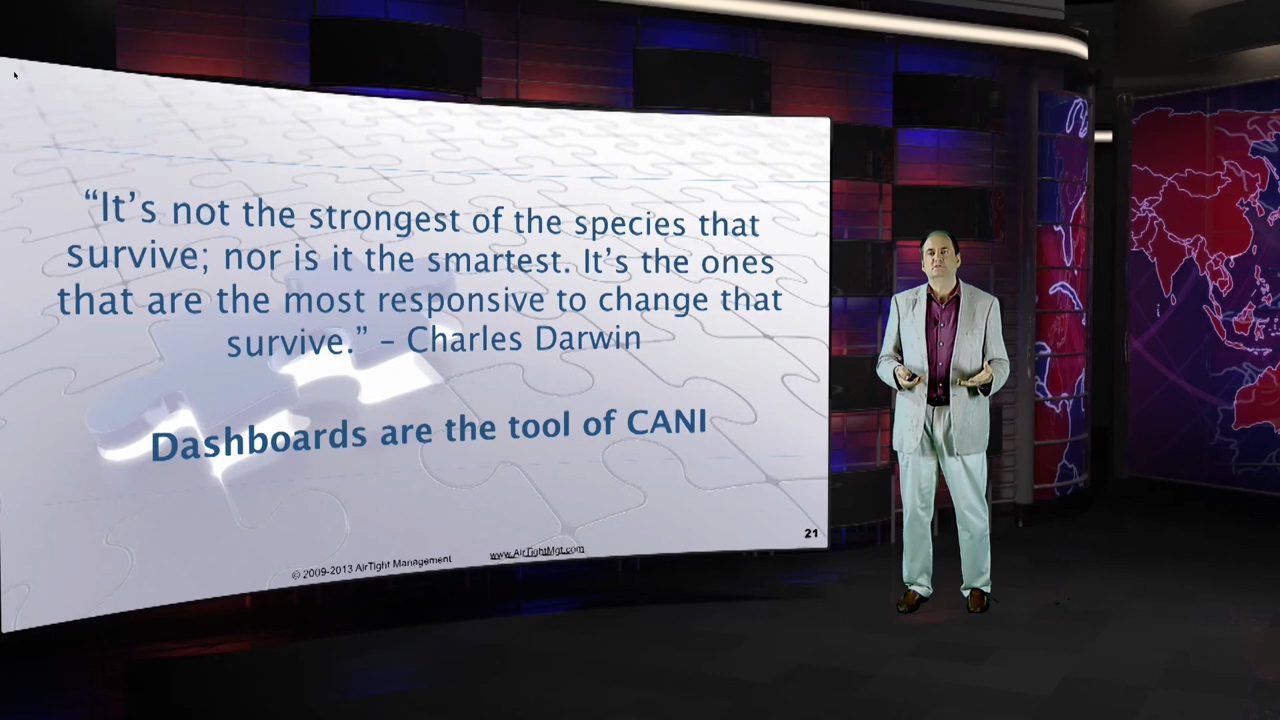 “It’s not the strongest of the species that
survive; nor is it the smartest. It’s the ones
that are the most responsive to change that
survive.” – Charles Darwin
Dashboards are the tool of CANI
21
© 2009-2013 AirTight Management
www.AirTightMgt.com